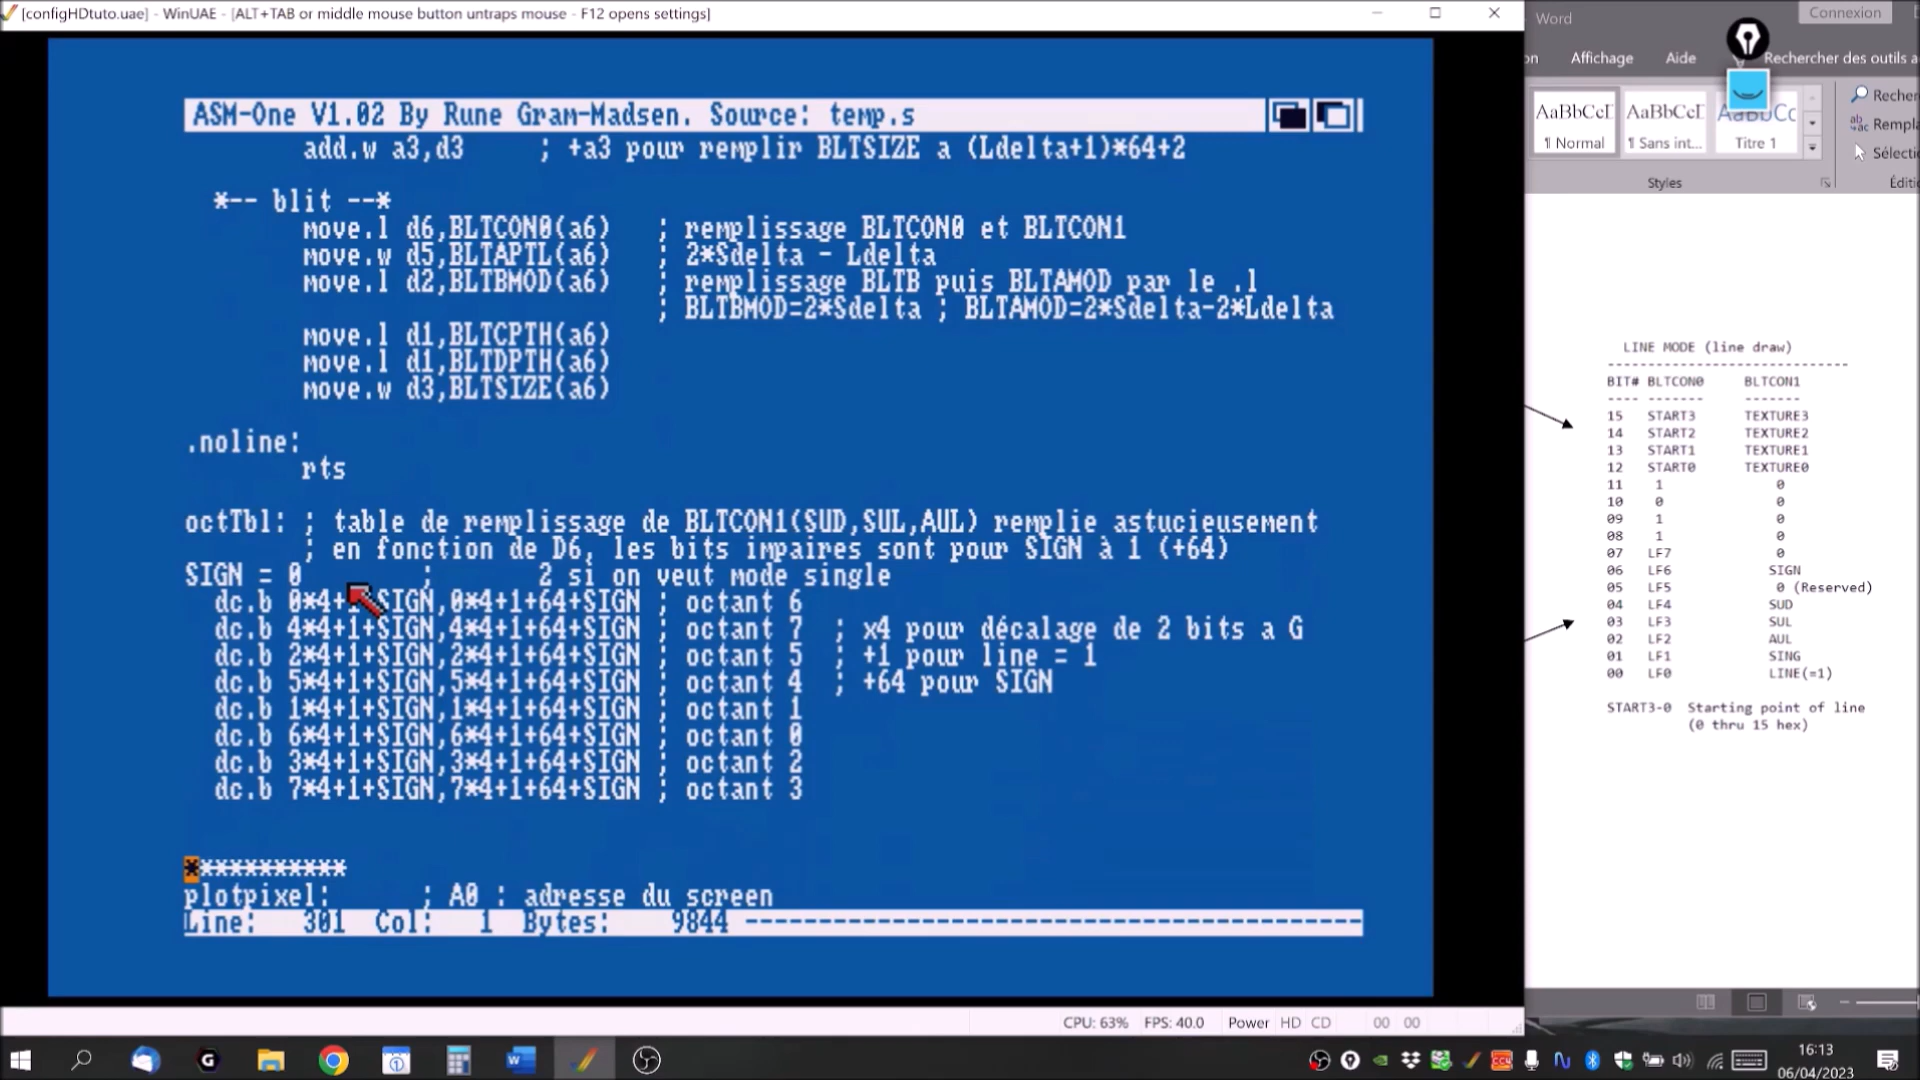 [configHDtuto.uae] - WinUAE - [ALT+TAB or middle mouse button untraps mouse - F12 opens settings]
ASM-One V1.02 By Rune Gram-Madsen. Source: temp.s
add.w a3,d3 ; +a3 pour remplir BLTSIZE a (Ldelta+1)*64+2
*-- blit --*
move.l d6,BLTCON0(a6) ; remplissage BLTCON0 et BLTCON1
move.w d5,BLTAPTL(a6) ; 2*Sdelta - Ldelta
move.l d2,BLTBMOD(a6) ; remplissage BLTB puis BLTAMOD par le .l
; BLTBMOD=2*Sdelta ; BLTAMOD=2*Sdelta-2*Ldelta
move.l d1,BLTCPTH(a6)
move.l d1,BLTDPTH(a6)
move.w d3,BLTSIZE(a6)
.noline:
rts
octTbl: ; table de remplissage de BLTCON1(SUD,SUL,AUL) remplie astucieusement
; en fonction de D6, les bits impaires sont pour SIGN à 1 (+64)
SIGN = 0 ; 2 si on veut mode single
dc.b 0*4+1+SIGN,0*4+1+64+SIGN ; octant 6
dc.b 4*4+1+SIGN,4*4+1+64+SIGN ; octant 7 ; x4 pour décalage de 2 bits a G
dc.b 2*4+1+SIGN,2*4+1+64+SIGN ; octant 5 ; +1 pour line = 1
dc.b 5*4+1+SIGN,5*4+1+64+SIGN ; octant 4 ; +64 pour SIGN
dc.b 1*4+1+SIGN,1*4+1+64+SIGN ; octant 1
dc.b 6*4+1+SIGN,6*4+1+64+SIGN ; octant 0
dc.b 3*4+1+SIGN,3*4+1+64+SIGN ; octant 2
dc.b 7*4+1+SIGN,7*4+1+64+SIGN ; octant 3
***********
plotpixel: ; A0 : adresse du screen
Line: 301 Col: 1 Bytes: 9844 ------------------------------------------
CPU: 63% FPS: 40.0 Power HD CD 00 00
Word Connexion
on Affichage Aide Rechercher des outils a
AaBbCcI AaBbCcI AaBbCc Recher
¶ Normal ¶ Sans int... Titre 1 Rempla
Sélecti
Styles Éditi
LINE MODE (line draw)
----------------------------
BIT# BLTCON0 BLTCON1
---- ------- -------
15 START3 TEXTURE3
14 START2 TEXTURE2
13 START1 TEXTURE1
12 START0 TEXTURE0
11 1 0
10 0 0
09 1 0
08 1 0
07 LF7 0
06 LF6 SIGN
05 LF5 0 (Reserved)
04 LF4 SUD
03 LF3 SUL
02 LF2 AUL
01 LF1 SING
00 LF0 LINE(=1)
START3-0 Starting point of line
(0 thru 15 hex)
16:13
06/04/2023